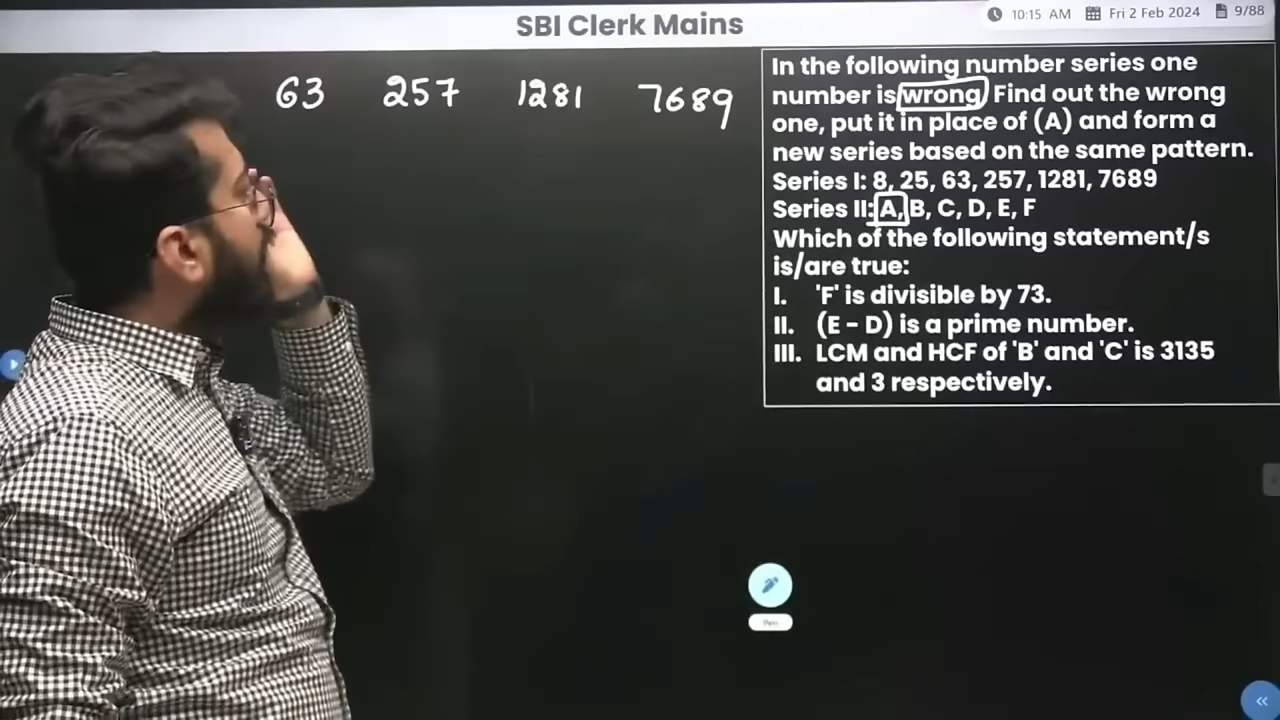 SBI Clerk Mains
10:15 AM Fri 2 Feb 2024 9/88
63 257 1281 7689
In the following number series one
number is wrong. Find out the wrong
one, put it in place of (A) and form a
new series based on the same pattern.
Series I: 8, 25, 63, 257, 1281, 7689
Series II: A, B, C, D, E, F
Which of the following statement/s
is/are true:
I. 'F' is divisible by 73.
II. (E - D) is a prime number.
III. LCM and HCF of 'B' and 'C' is 3135
and 3 respectively.
Pen